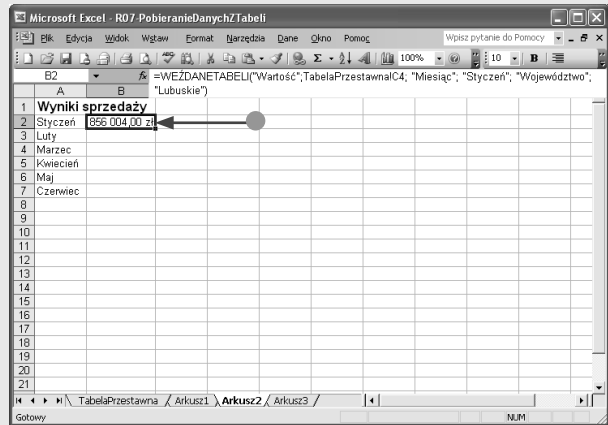 Microsoft Excel - R07-PobieranieDanychZTabeli
Plik Edycja Widok Wstaw Format Narzędzia Dane Okno Pomoc Wpisz pytanie do Pomocy
100% 10 B
B2 fx =WEŹDANETABELI("Wartość";TabelaPrzestawna!C4; "Miesiąc"; "Styczeń"; "Województwo";
"Lubuskie")
A B C D E F G H I J
1 Wyniki sprzedaży
2 Styczeń 856 004,00 zł
3 Luty
4 Marzec
5 Kwiecień
6 Maj
7 Czerwiec
8
9
10
11
12
13
14
15
16
17
18
19
20
21
TabelaPrzestawna Arkusz1 Arkusz2 Arkusz3
Gotowy NUM